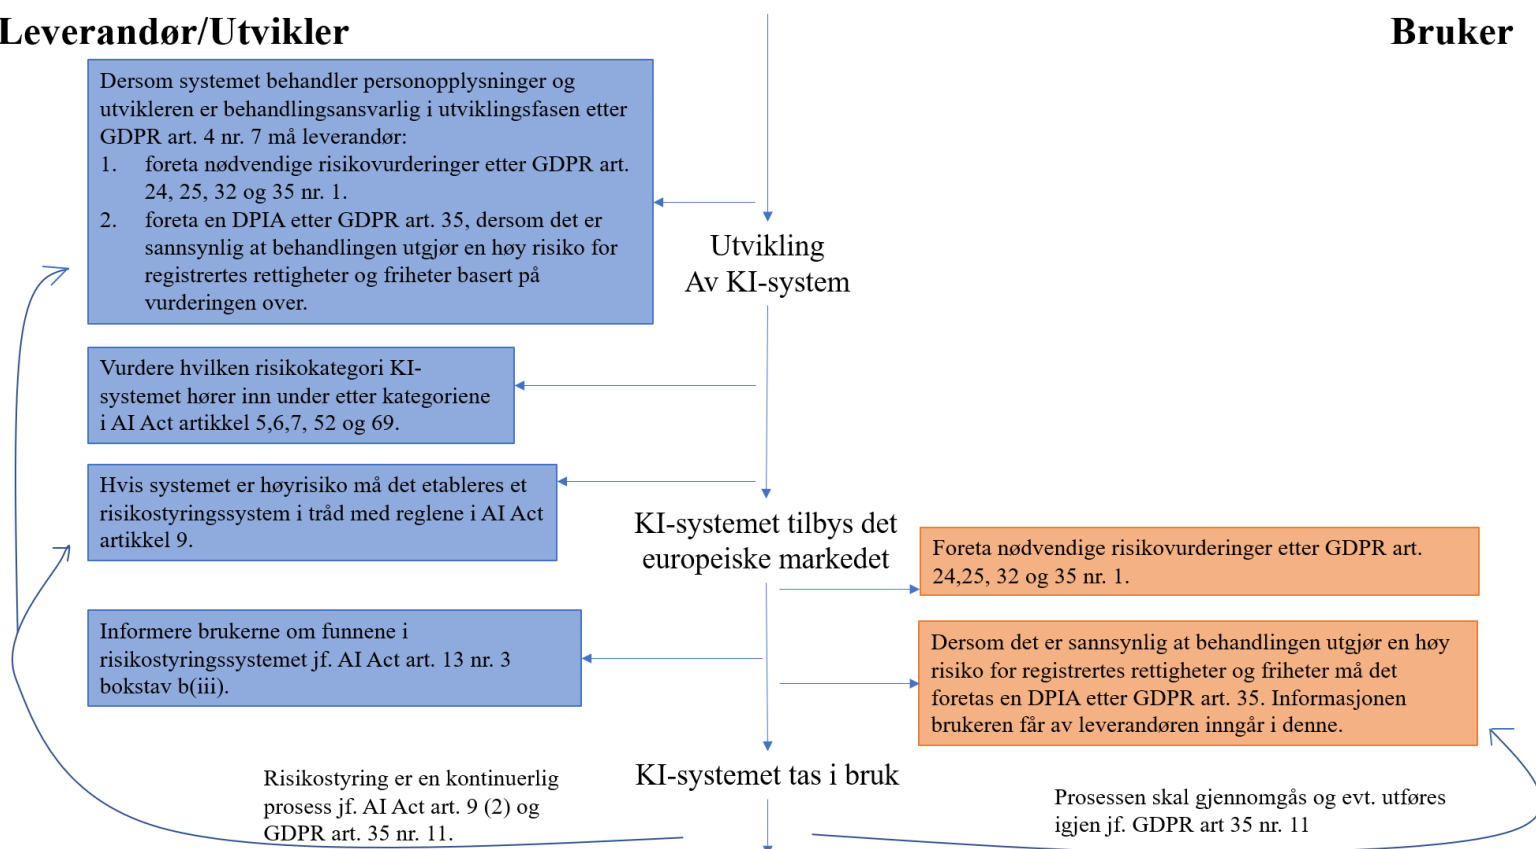 Leverandør/Utvikler
Bruker
Dersom systemet behandler personopplysninger og
utvikleren er behandlingsansvarlig i utviklingsfasen etter
GDPR art. 4 nr. 7 må leverandør:
1. foreta nødvendige risikovurderinger etter GDPR art.
24, 25, 32 og 35 nr. 1.
2. foreta en DPIA etter GDPR art. 35, dersom det er
sannsynlig at behandlingen utgjør en høy risiko for
registrertes rettigheter og friheter basert på
vurderingen over.
Utvikling
Av KI-system
Vurdere hvilken risikokategori KI-
systemet hører inn under etter kategoriene
i AI Act artikkel 5,6,7, 52 og 69.
Hvis systemet er høyrisiko må det etableres et
risikostyringssystem i tråd med reglene i AI Act
artikkel 9.
KI-systemet tilbys det
europeiske markedet
Foreta nødvendige risikovurderinger etter GDPR art.
24,25, 32 og 35 nr. 1.
Informere brukerne om funnene i
risikostyringssystemet jf. AI Act art. 13 nr. 3
bokstav b(iii).
Dersom det er sannsynlig at behandlingen utgjør en høy
risiko for registrertes rettigheter og friheter må det
foretas en DPIA etter GDPR art. 35. Informasjonen
brukeren får av leverandøren inngår i denne.
KI-systemet tas i bruk
Risikostyring er en kontinuerlig
prosess jf. AI Act art. 9 (2) og
GDPR art. 35 nr. 11.
Prosessen skal gjennomgås og evt. utføres
igjen jf. GDPR art 35 nr. 11